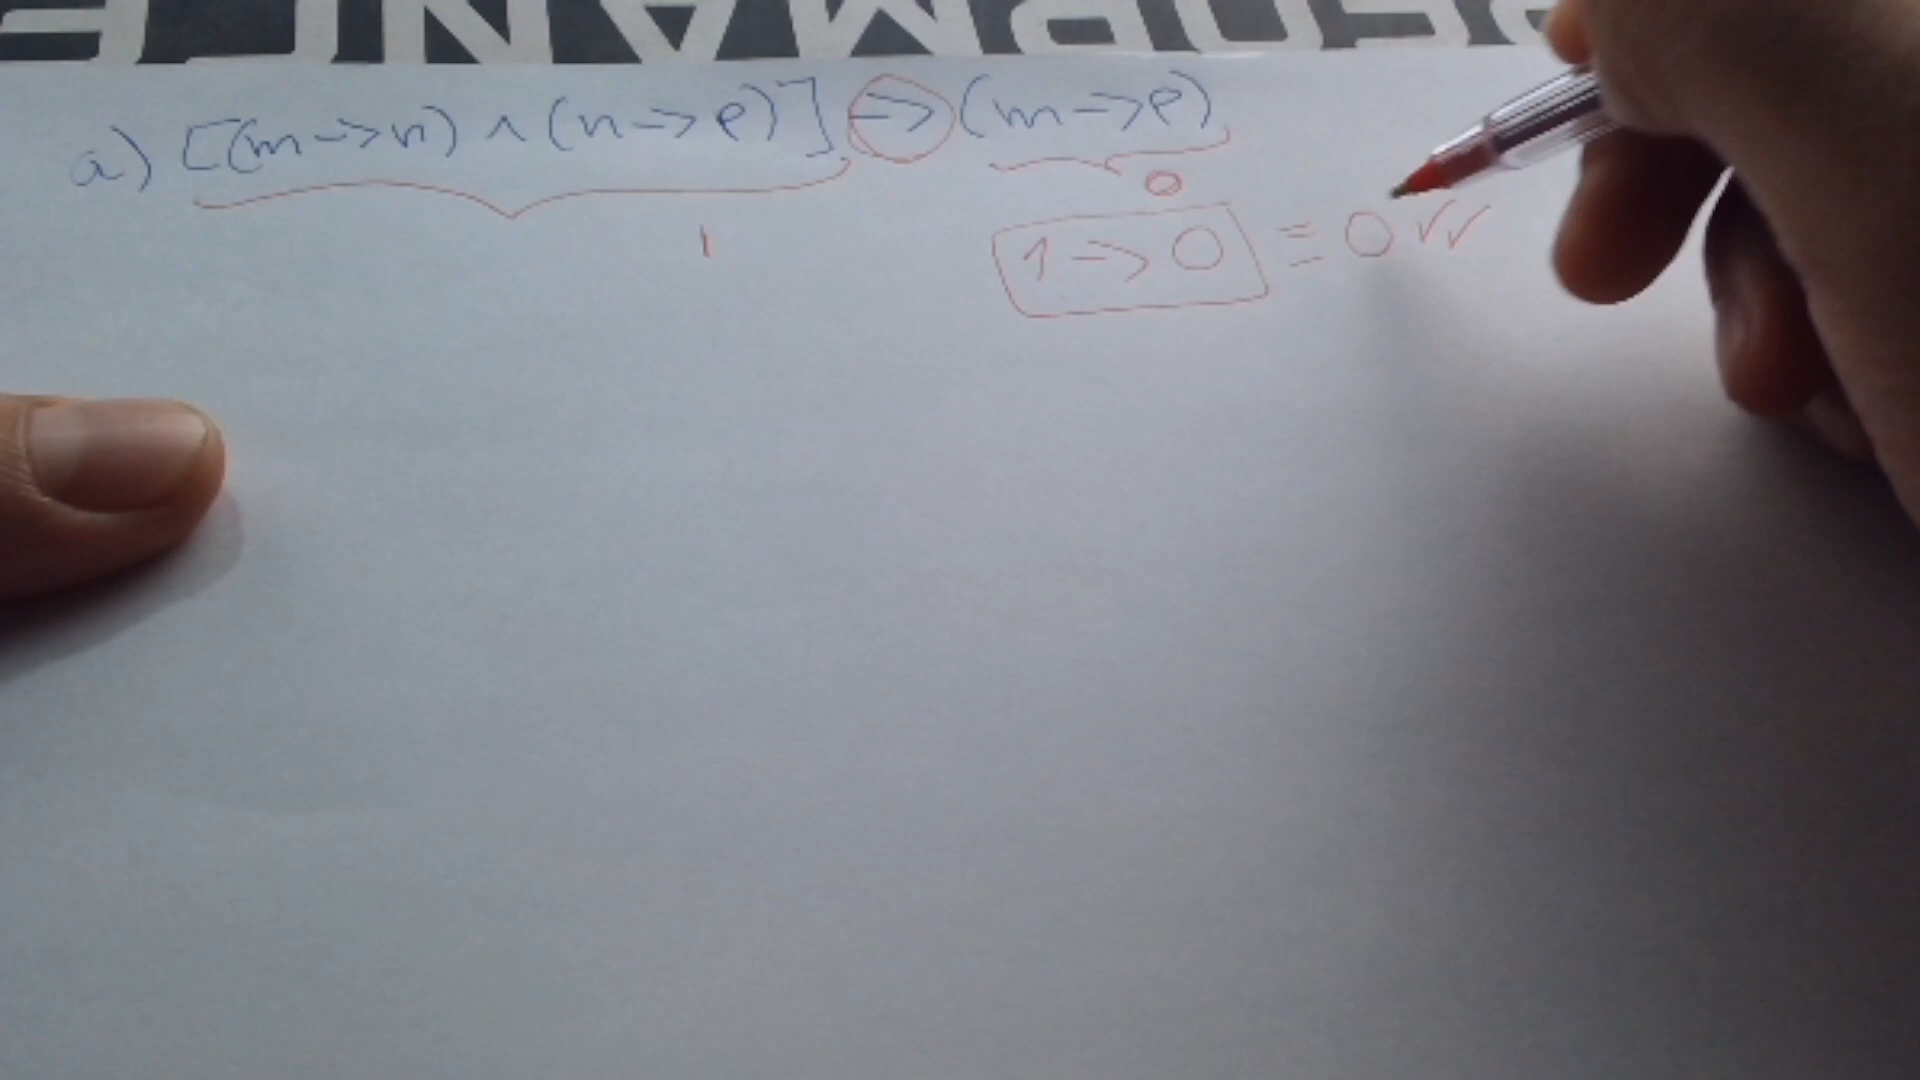 a) [(m->n) ∧ (n->p)] -> (m->p)
0
1
1 -> 0 = 0 ✓✓